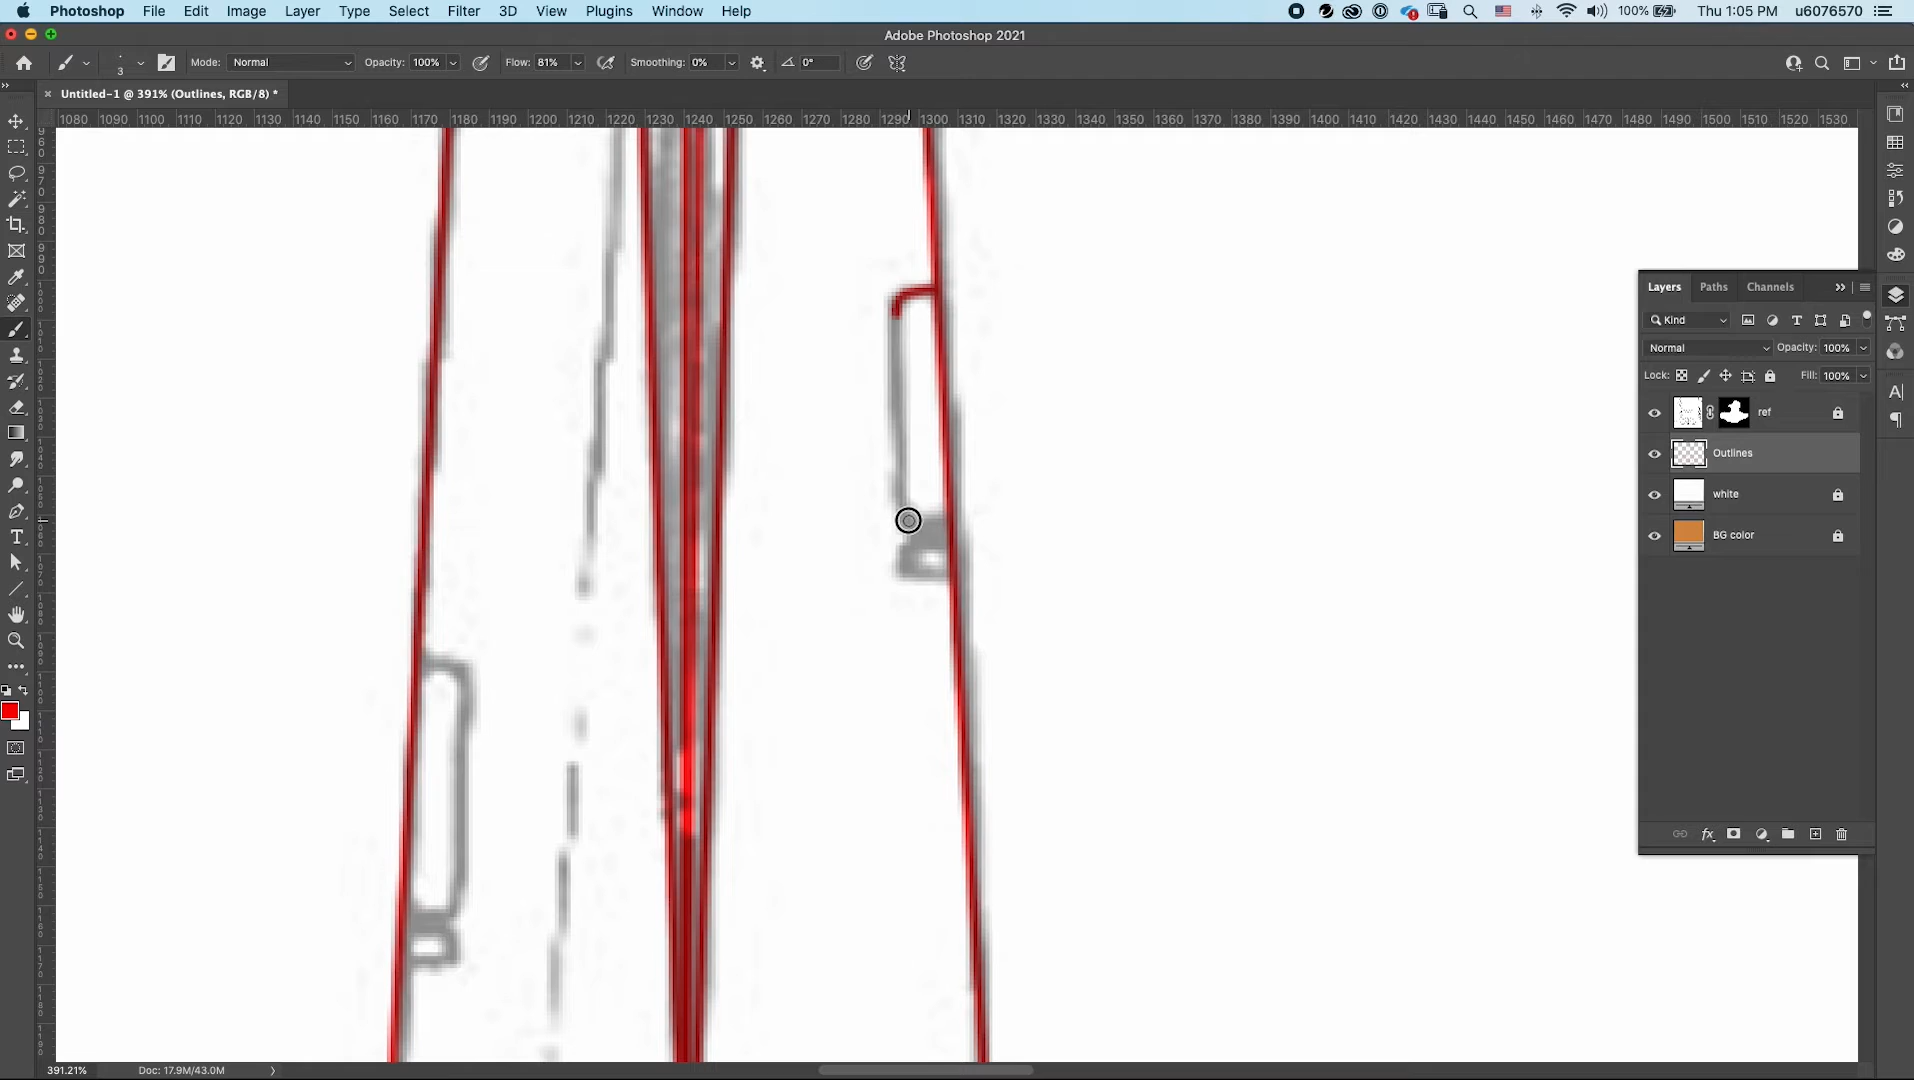 Photoshop File Edit Image Layer Type Select Filter 3D View Plugins Window Help 100% Thu 1:05 PM u6076570
Adobe Photoshop 2021
3 Mode: Normal Opacity: 100% Flow: 81% Smoothing: 0% 0°
× Untitled-1 @ 391% (Outlines, RGB/8) *
1080 1090 1100 1110 1120 1130 1140 1150 1160 1170 1180 1190 1200 1210 1220 1230 1240 1250 1260 1270 1280 1290 1300 1310 1320 1330 1340 1350 1360 1370 1380 1390 1400 1410 1420 1430 1440 1450 1460 1470 1480 1490 1500 1510 1520 1530
Layers Paths Channels
Kind
Normal Opacity: 100%
Lock: Fill: 100%
ref
Outlines
white
BG color
391.21% Doc: 17.9M/43.0M